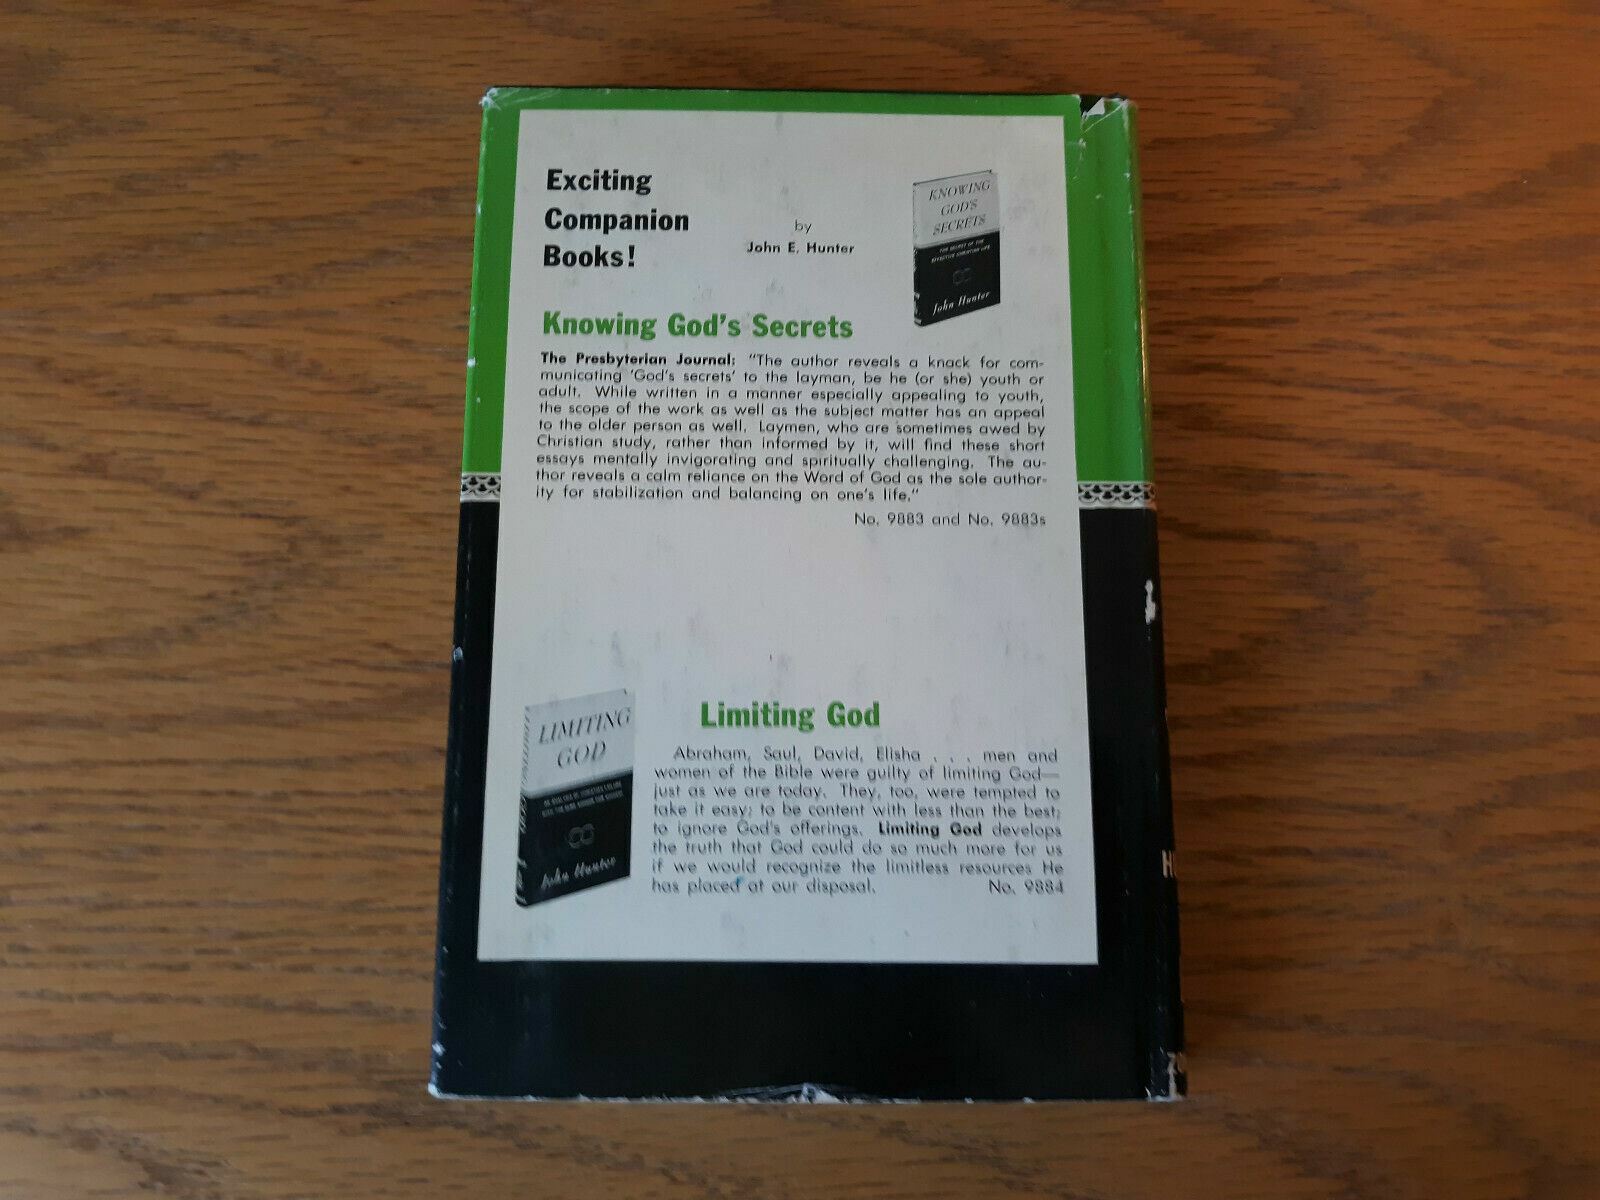 Exciting
Companion
Books!
by
John E. Hunter
KNOWING
GOD'S
SECRETS
THE SECRET OF THE
EFFECTIVE CHRISTIAN LIFE
John Hunter
Knowing God's Secrets
The Presbyterian Journal: "The author reveals a knack for com-
municating 'God's secrets' to the layman, be he (or she) youth or
adult. While written in a manner especially appealing to youth,
the scope of the work as well as the subject matter has an appeal
to the older person as well. Laymen, who are sometimes awed by
Christian study, rather than informed by it, will find these short
essays mentally invigorating and spiritually challenging. The au-
thor reveals a calm reliance on the Word of God as the sole author-
ity for stabilization and balancing on one's life."
No. 9883 and No. 9883s
LIMITING
GOD
John Hunter
Limiting God
Abraham, Saul, David, Elisha . . . men and
women of the Bible were guilty of limiting God—
just as we are today. They, too, were tempted to
take it easy; to be content with less than the best;
to ignore God's offerings. Limiting God develops
the truth that God could do so much more for us
if we would recognize the limitless resources He
has placed at our disposal. No. 9884